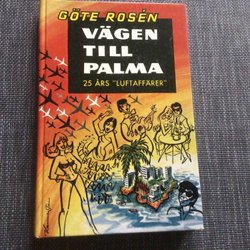 GÖTE ROSÉN
VÄGEN
TILL
PALMA
25 ÅRS "LUFTAFFÄRER"